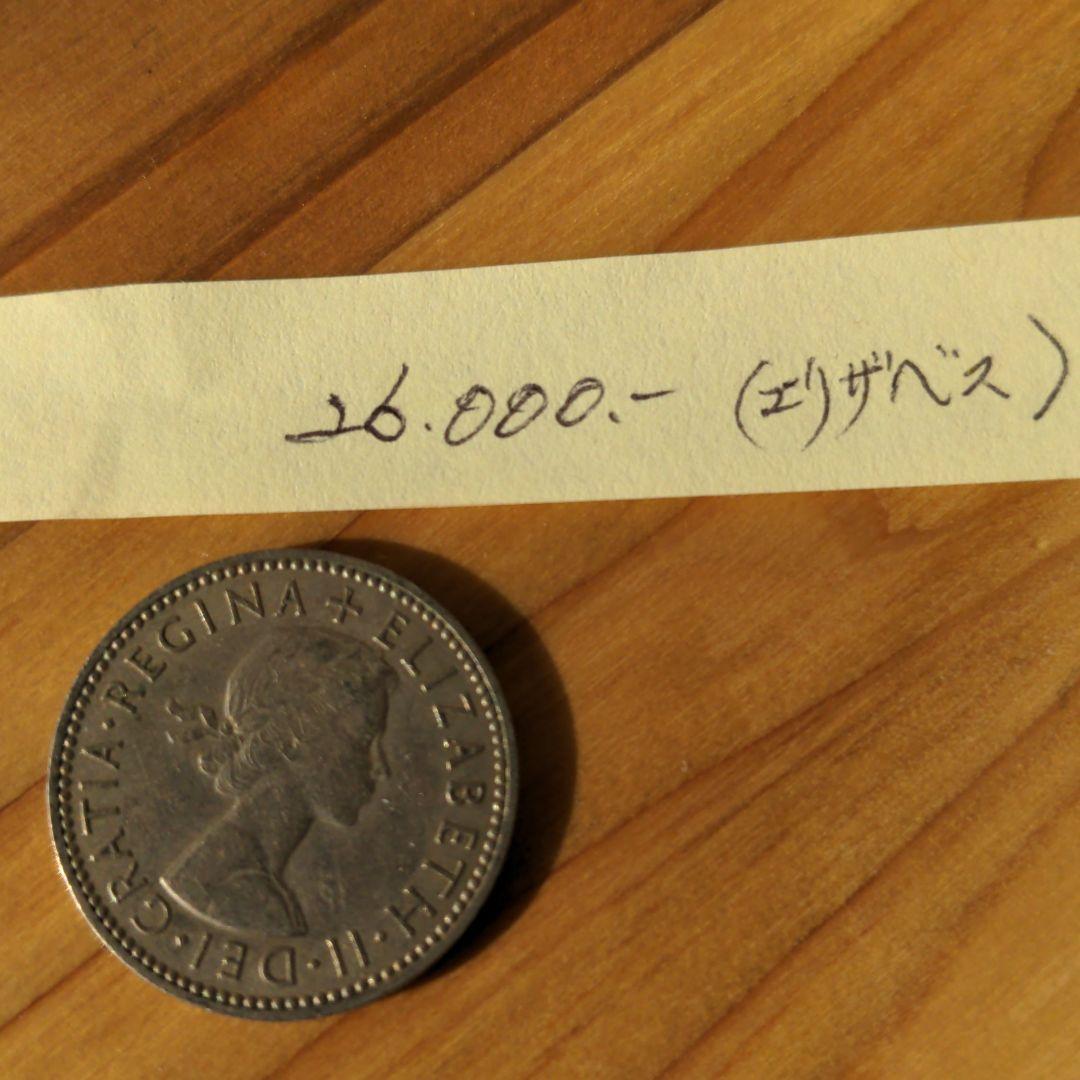 26.000.- (エリザベス)
+ ELIZABETH · II · DEI · GRATIA · REGINA